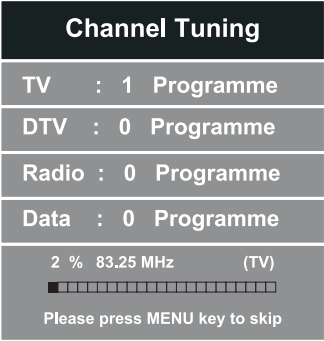 Channel Tuning
TV : 1 Programme
DTV : 0 Programme
Radio : 0 Programme
Data : 0 Programme
2 % 83.25 MHz (TV)
Please press MENU key to skip